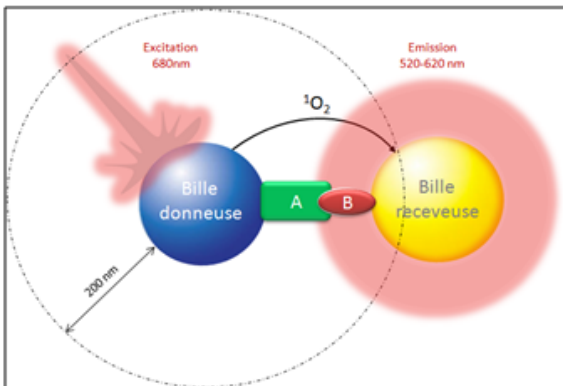 Excitation
680nm
Emission
520-620 nm
¹O₂
Bille
donneuse
A
B
Bille
receveuse
200 nm